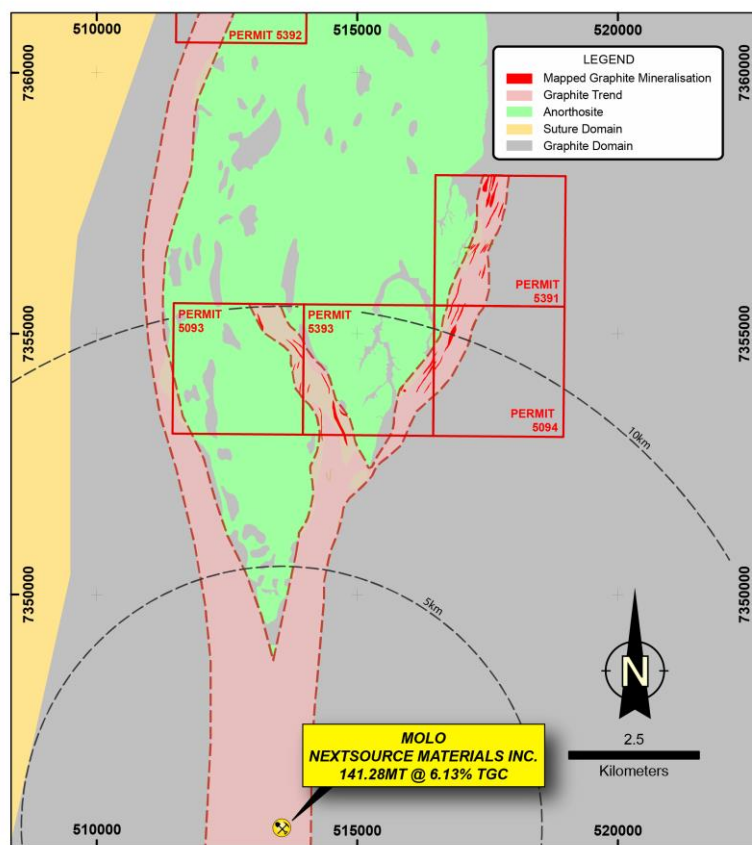 510000
515000
520000
PERMIT 5392
7360000
7360000
LEGEND
Mapped Graphite Mineralisation
Graphite Trend
Anorthosite
Suture Domain
Graphite Domain
PERMIT
5391
PERMIT
5093
PERMIT
5393
7355000
7355000
PERMIT
5094
10km
7350000
7350000
5km
N
2.5
Kilometers
MOLO
NEXTSOURCE MATERIALS INC.
141.28MT @ 6.13% TGC
510000
515000
520000